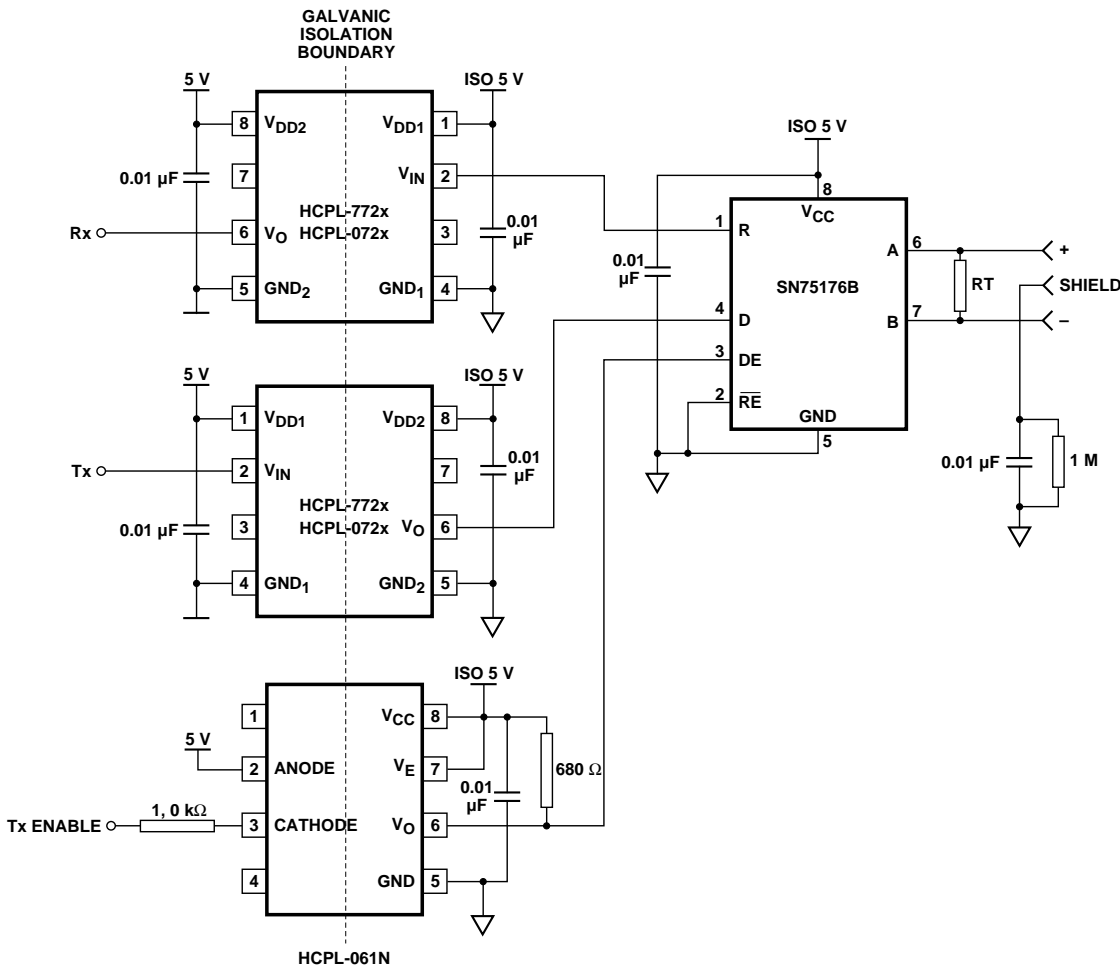 GALVANIC
ISOLATION
BOUNDARY
5 V
ISO 5 V
8
VDD2
VDD1
1
0.01 µF
7
VIN
2
HCPL-772x
HCPL-072x
Rx
6
VO
3
0.01
µF
5
GND2
GND1
4
5 V
ISO 5 V
1
VDD1
VDD2
8
Tx
2
VIN
7
0.01
µF
HCPL-772x
HCPL-072x
0.01 µF
3
VO
6
4
GND1
GND2
5
ISO 5 V
1
VCC
8
5 V
2
ANODE
VE
7
680 Ω
0.01
µF
1, 0 kΩ
Tx ENABLE
3
CATHODE
VO
6
4
GND
5
HCPL-061N
ISO 5 V
8
VCC
1
R
0.01
µF
A
6
+
SN75176B
RT
SHIELD
4
D
B
7
–
3
DE
2
RE
GND
5
0.01 µF
1 M